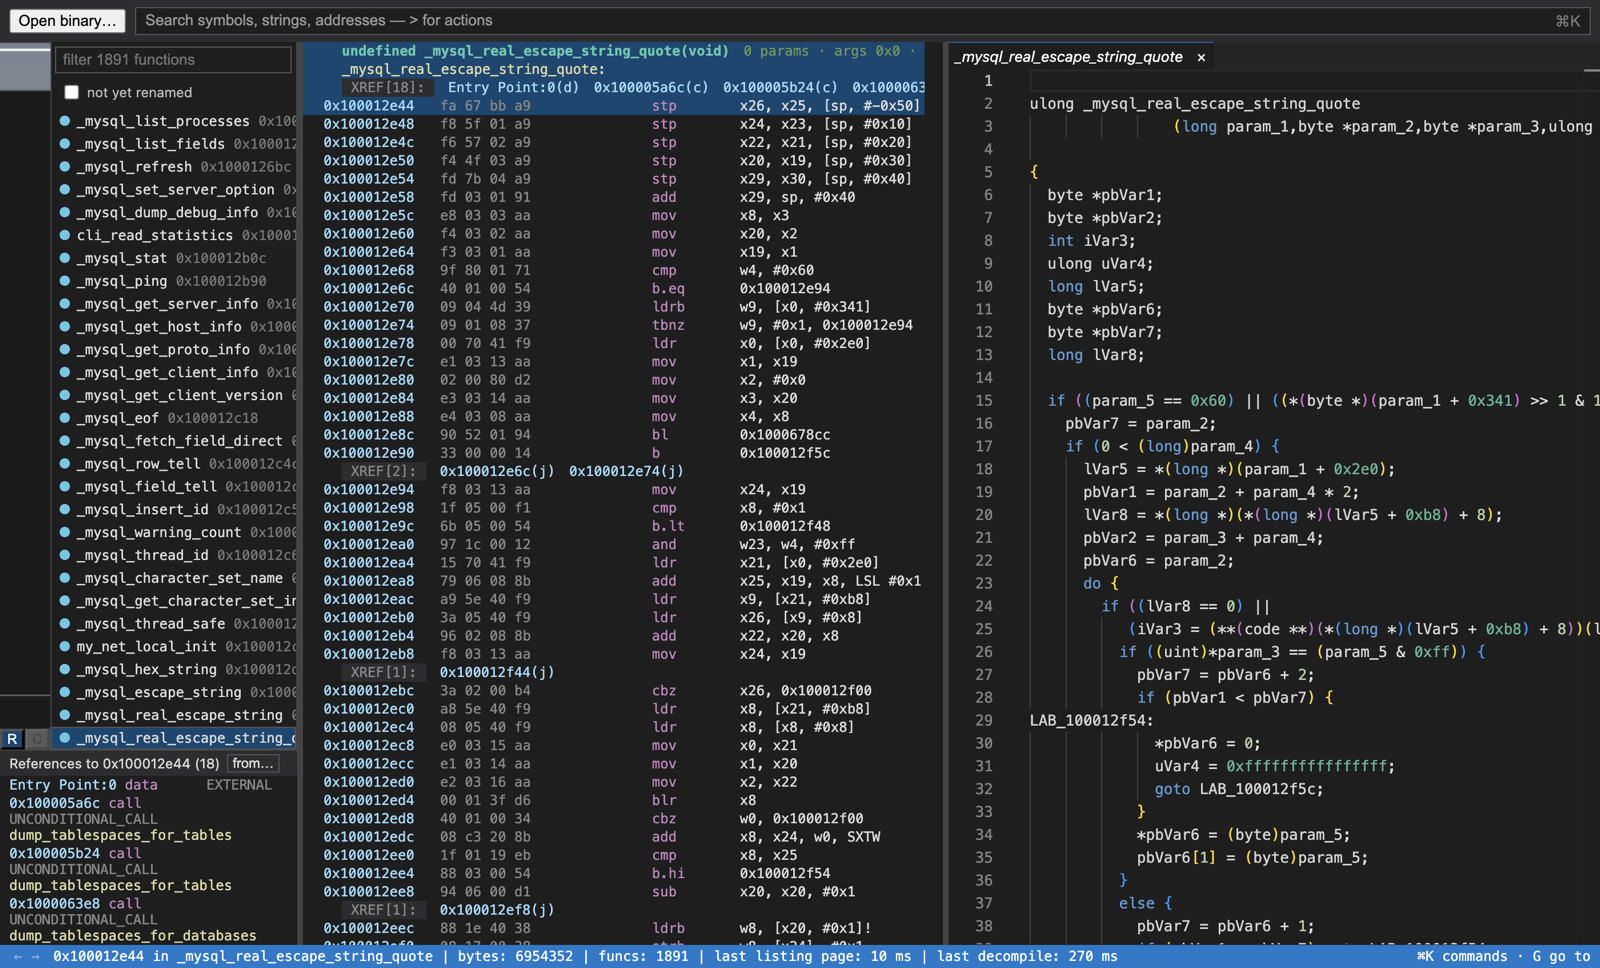 Open binary…
Search symbols, strings, addresses — > for actions
⌘K
filter 1891 functions
not yet renamed
_mysql_list_processes 0x100
_mysql_list_fields 0x100012
_mysql_refresh 0x1000126bc
_mysql_set_server_option 0x
_mysql_dump_debug_info 0x10
cli_read_statistics 0x10001
_mysql_stat 0x100012b0c
_mysql_ping 0x100012b90
_mysql_get_server_info 0x10
_mysql_get_host_info 0x1000
_mysql_get_proto_info 0x100
_mysql_get_client_info 0x10
_mysql_get_client_version
_mysql_eof 0x100012c18
_mysql_fetch_field_direct
_mysql_row_tell 0x100012c4c
_mysql_field_tell 0x100012c
_mysql_insert_id 0x100012c5
_mysql_warning_count 0x1000
_mysql_thread_id 0x100012c6
_mysql_character_set_name
_mysql_get_character_set_in
_mysql_thread_safe 0x100012
my_net_local_init 0x100012c
_mysql_hex_string 0x100012c
_mysql_escape_string 0x1000
_mysql_real_escape_string
_mysql_real_escape_string_q
R
C
References to 0x100012e44 (18)
from…
Entry Point:0 data EXTERNAL
0x100005a6c call
UNCONDITIONAL_CALL
dump_tablespaces_for_tables
0x100005b24 call
UNCONDITIONAL_CALL
dump_tablespaces_for_tables
0x1000063e8 call
UNCONDITIONAL_CALL
dump_tablespaces_for_databases
undefined _mysql_real_escape_string_quote(void) 0 params · args 0x0 ·
_mysql_real_escape_string_quote:
XREF[18]: Entry Point:0(d) 0x100005a6c(c) 0x100005b24(c) 0x1000063
0x100012e44 fa 67 bb a9 stp x26, x25, [sp, #-0x50]
0x100012e48 f8 5f 01 a9 stp x24, x23, [sp, #0x10]
0x100012e4c f6 57 02 a9 stp x22, x21, [sp, #0x20]
0x100012e50 f4 4f 03 a9 stp x20, x19, [sp, #0x30]
0x100012e54 fd 7b 04 a9 stp x29, x30, [sp, #0x40]
0x100012e58 fd 03 01 91 add x29, sp, #0x40
0x100012e5c e8 03 03 aa mov x8, x3
0x100012e60 f4 03 02 aa mov x20, x2
0x100012e64 f3 03 01 aa mov x19, x1
0x100012e68 9f 80 01 71 cmp w4, #0x60
0x100012e6c 40 01 00 54 b.eq 0x100012e94
0x100012e70 09 04 4d 39 ldrb w9, [x0, #0x341]
0x100012e74 09 01 08 37 tbnz w9, #0x1, 0x100012e94
0x100012e78 00 70 41 f9 ldr x0, [x0, #0x2e0]
0x100012e7c e1 03 13 aa mov x1, x19
0x100012e80 02 00 80 d2 mov x2, #0x0
0x100012e84 e3 03 14 aa mov x3, x20
0x100012e88 e4 03 08 aa mov x4, x8
0x100012e8c 90 52 01 94 bl 0x1000678cc
0x100012e90 33 00 00 14 b 0x100012f5c
XREF[2]: 0x100012e6c(j) 0x100012e74(j)
0x100012e94 f8 03 13 aa mov x24, x19
0x100012e98 1f 05 00 f1 cmp x8, #0x1
0x100012e9c 6b 05 00 54 b.lt 0x100012f48
0x100012ea0 97 1c 00 12 and w23, w4, #0xff
0x100012ea4 15 70 41 f9 ldr x21, [x0, #0x2e0]
0x100012ea8 79 06 08 8b add x25, x19, x8, LSL #0x1
0x100012eac a9 5e 40 f9 ldr x9, [x21, #0xb8]
0x100012eb0 3a 05 40 f9 ldr x26, [x9, #0x8]
0x100012eb4 96 02 08 8b add x22, x20, x8
0x100012eb8 f8 03 13 aa mov x24, x19
XREF[1]: 0x100012f44(j)
0x100012ebc 3a 02 00 b4 cbz x26, 0x100012f00
0x100012ec0 a8 5e 40 f9 ldr x8, [x21, #0xb8]
0x100012ec4 08 05 40 f9 ldr x8, [x8, #0x8]
0x100012ec8 e0 03 15 aa mov x0, x21
0x100012ecc e1 03 14 aa mov x1, x20
0x100012ed0 e2 03 16 aa mov x2, x22
0x100012ed4 00 01 3f d6 blr x8
0x100012ed8 40 01 00 34 cbz w0, 0x100012f00
0x100012edc 08 c3 20 8b add x8, x24, w0, SXTW
0x100012ee0 1f 01 19 eb cmp x8, x25
0x100012ee4 88 03 00 54 b.hi 0x100012f54
0x100012ee8 94 06 00 d1 sub x20, x20, #0x1
XREF[1]: 0x100012ef8(j)
0x100012eec 88 1e 40 38 ldrb w8, [x20, #0x1]!
_mysql_real_escape_string_quote ×
1
2 ulong _mysql_real_escape_string_quote
3 (long param_1,byte *param_2,byte *param_3,ulong
4
5 {
6 byte *pbVar1;
7 byte *pbVar2;
8 int iVar3;
9 ulong uVar4;
10 long lVar5;
11 byte *pbVar6;
12 byte *pbVar7;
13 long lVar8;
14
15 if ((param_5 == 0x60) || ((*(byte *)(param_1 + 0x341) >> 1 & 1
16 pbVar7 = param_2;
17 if (0 < (long)param_4) {
18 lVar5 = *(long *)(param_1 + 0x2e0);
19 pbVar1 = param_2 + param_4 * 2;
20 lVar8 = *(long *)(*(long *)(lVar5 + 0xb8) + 8);
21 pbVar2 = param_3 + param_4;
22 pbVar6 = param_2;
23 do {
24 if ((lVar8 == 0) ||
25 (iVar3 = (**(code **)(*(long *)(lVar5 + 0xb8) + 8))(l
26 if ((uint)*param_3 == (param_5 & 0xff)) {
27 pbVar7 = pbVar6 + 2;
28 if (pbVar1 < pbVar7) {
29 LAB_100012f54:
30 *pbVar6 = 0;
31 uVar4 = 0xffffffffffffffff;
32 goto LAB_100012f5c;
33 }
34 *pbVar6 = (byte)param_5;
35 pbVar6[1] = (byte)param_5;
36 }
37 else {
38 pbVar7 = pbVar6 + 1;
← → 0x100012e44 in _mysql_real_escape_string_quote | bytes: 6954352 | funcs: 1891 | last listing page: 10 ms | last decompile: 270 ms
⌘K commands · G go to